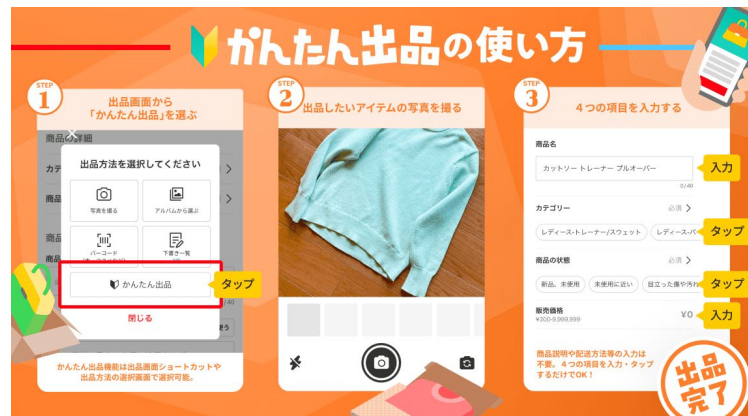 かんたん出品の使い方
STEP
1
出品画面から
「かんたん出品」を選ぶ
商品の詳細
出品方法を選択してください
写真を撮る
アルバムから選ぶ
バーコード
下書き一覧
かんたん出品
タップ
閉じる
かんたん出品機能は出品画面ショートカットや
出品方法の選択画面で選択可能。
STEP
2
出品したいアイテムの写真を撮る
STEP
3
4つの項目を入力する
商品名
カットソー トレーナー プルオーバー
入力
0/40
カテゴリー
必須
レディース-トレーナー/スウェット
レディース-パ
タップ
商品の状態
必須
新品、未使用
未使用に近い
目立った傷や汚れ
タップ
販売価格
¥300-9,999,999
¥0
入力
商品説明や配送方法等の入力は
不要。4つの項目を入力・タップ
するだけでOK！
出品
完了